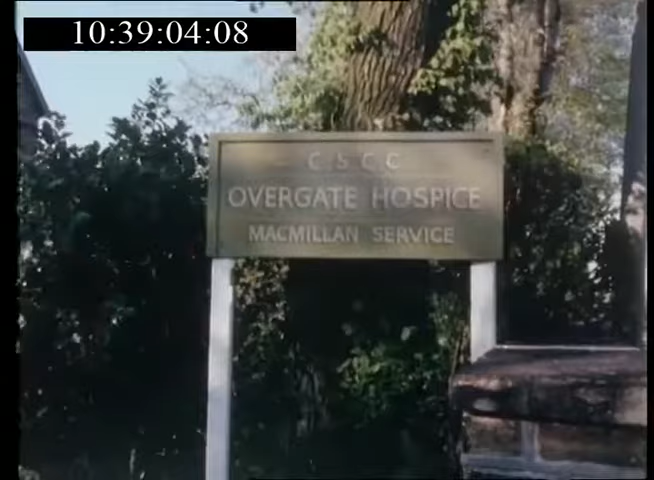 10:39:04:08
C S C C
OVERGATE HOSPICE
MACMILLAN SERVICE